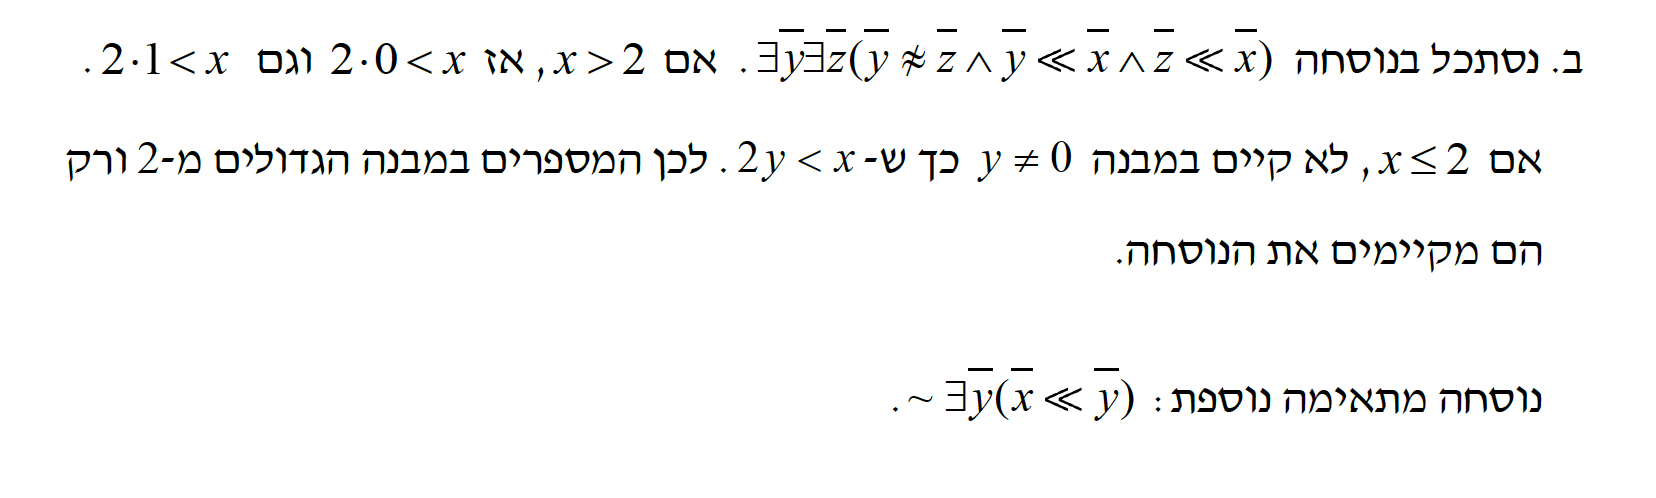 ב. נסתכל בנוסחה ∃y̅∃z̅(y̅ ≉ z̅ ∧ y̅ ≪ x̅ ∧ z̅ ≪ x̅). אם x > 2, אז 2·0 < x וגם 2·1 < x.
אם x ≤ 2, לא קיים במבנה y ≠ 0 כך ש-2y < x. לכן המספרים במבנה הגדולים מ-2 ורק
הם מקיימים את הנוסחה.
נוסחה מתאימה נוספת: ~∃y̅(x̅ ≪ y̅).